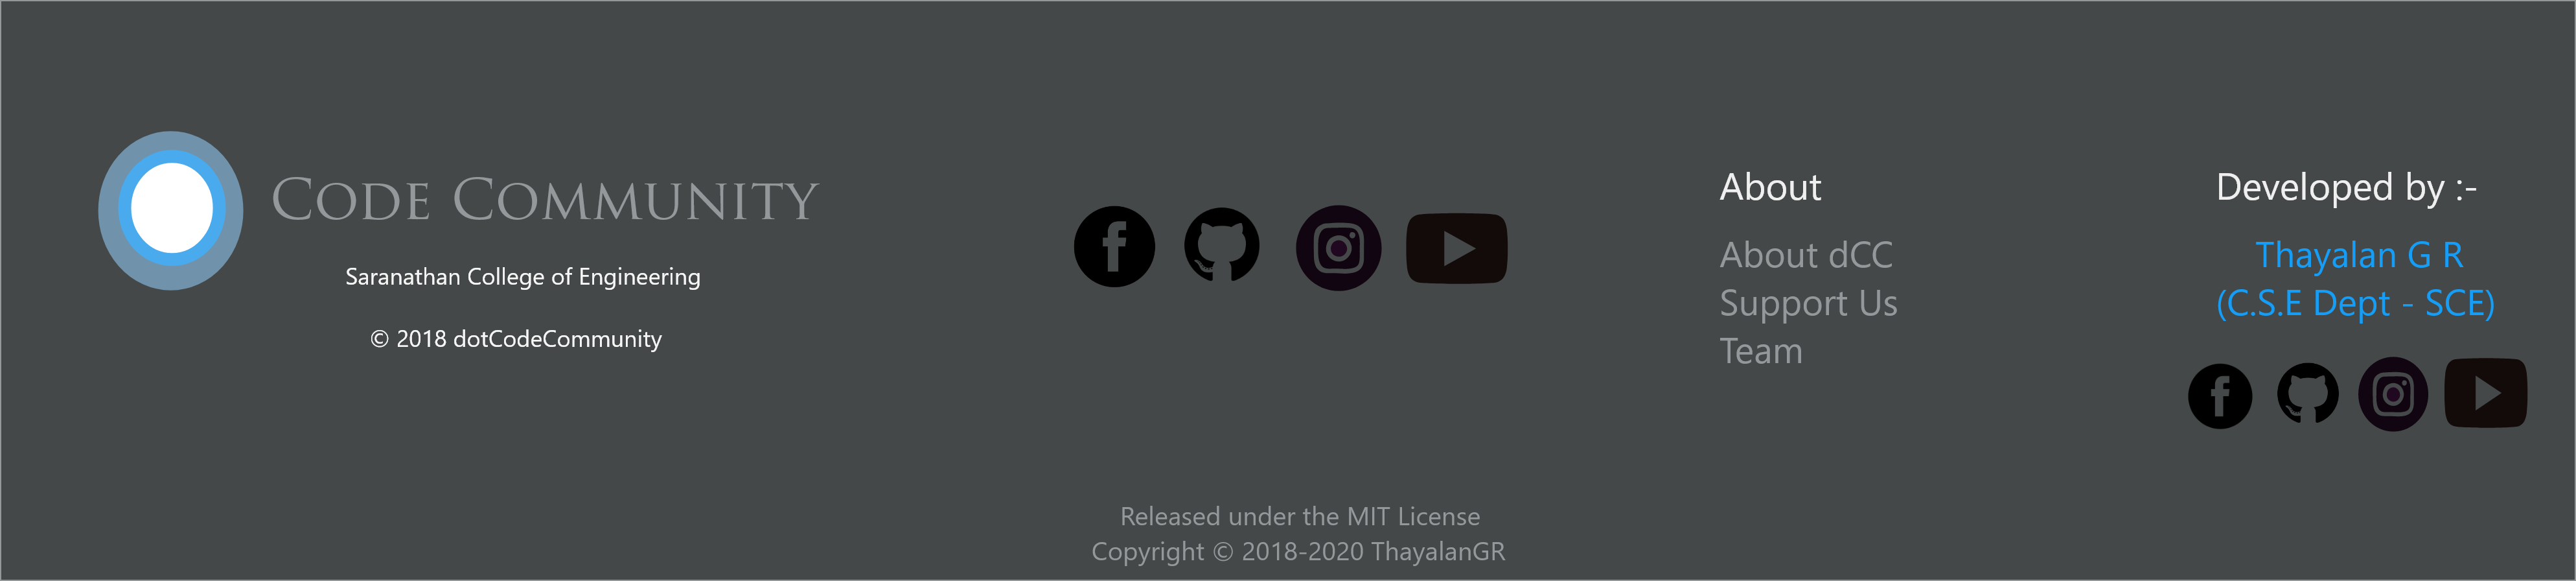 Code Community
Saranathan College of Engineering
© 2018 dotCodeCommunity
About
About dCC
Support Us
Team
Developed by :-
Thayalan G R
(C.S.E Dept - SCE)
Released under the MIT License
Copyright © 2018-2020 ThayalanGR